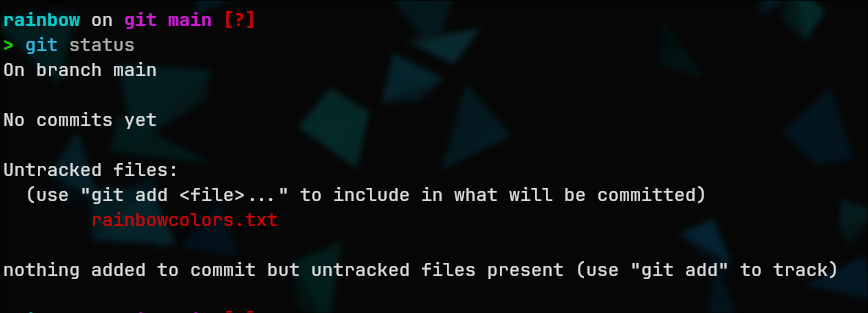 rainbow on git main [?]
> git status
On branch main
No commits yet
Untracked files:
(use "git add <file>..." to include in what will be committed)
rainbowcolors.txt
nothing added to commit but untracked files present (use "git add" to track)